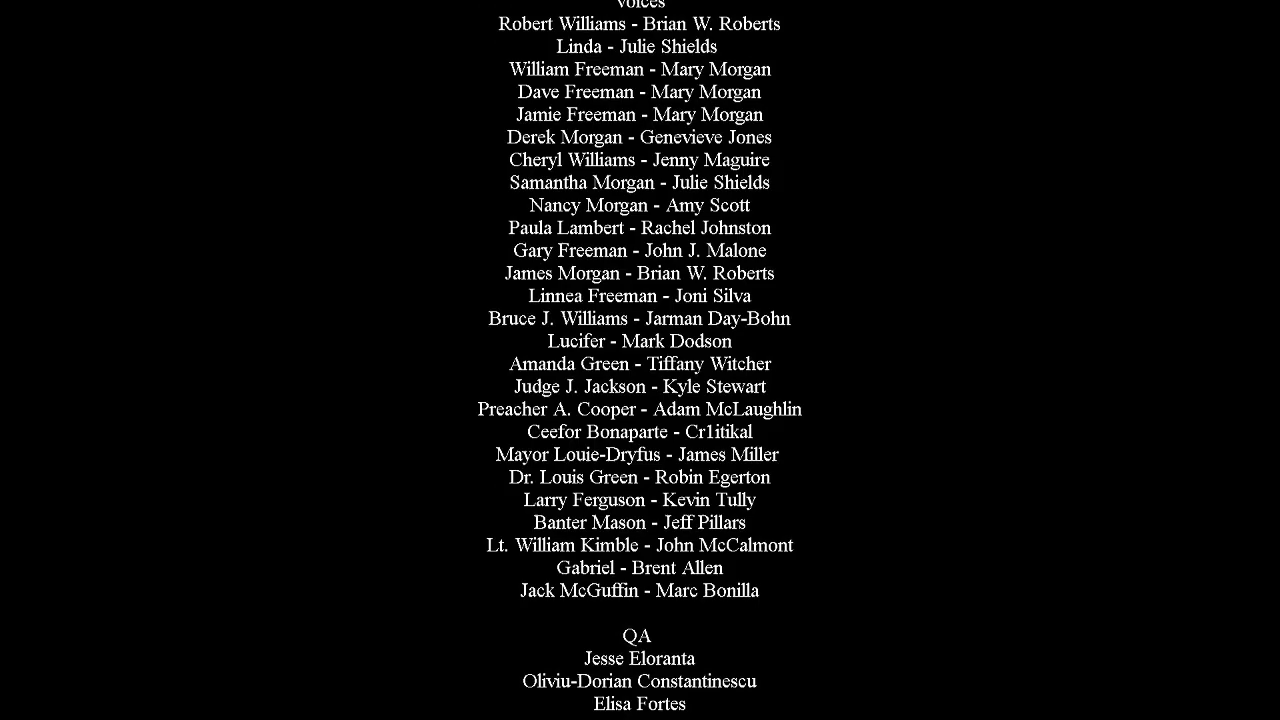 voices
Robert Williams - Brian W. Roberts
Linda - Julie Shields
William Freeman - Mary Morgan
Dave Freeman - Mary Morgan
Jamie Freeman - Mary Morgan
Derek Morgan - Genevieve Jones
Cheryl Williams - Jenny Maguire
Samantha Morgan - Julie Shields
Nancy Morgan - Amy Scott
Paula Lambert - Rachel Johnston
Gary Freeman - John J. Malone
James Morgan - Brian W. Roberts
Linnea Freeman - Joni Silva
Bruce J. Williams - Jarman Day-Bohn
Lucifer - Mark Dodson
Amanda Green - Tiffany Witcher
Judge J. Jackson - Kyle Stewart
Preacher A. Cooper - Adam McLaughlin
Ceefor Bonaparte - Cr1itikal
Mayor Louie-Dryfus - James Miller
Dr. Louis Green - Robin Egerton
Larry Ferguson - Kevin Tully
Banter Mason - Jeff Pillars
Lt. William Kimble - John McCalmont
Gabriel - Brent Allen
Jack McGuffin - Marc Bonilla
QA
Jesse Eloranta
Oliviu-Dorian Constantinescu
Elisa Fortes